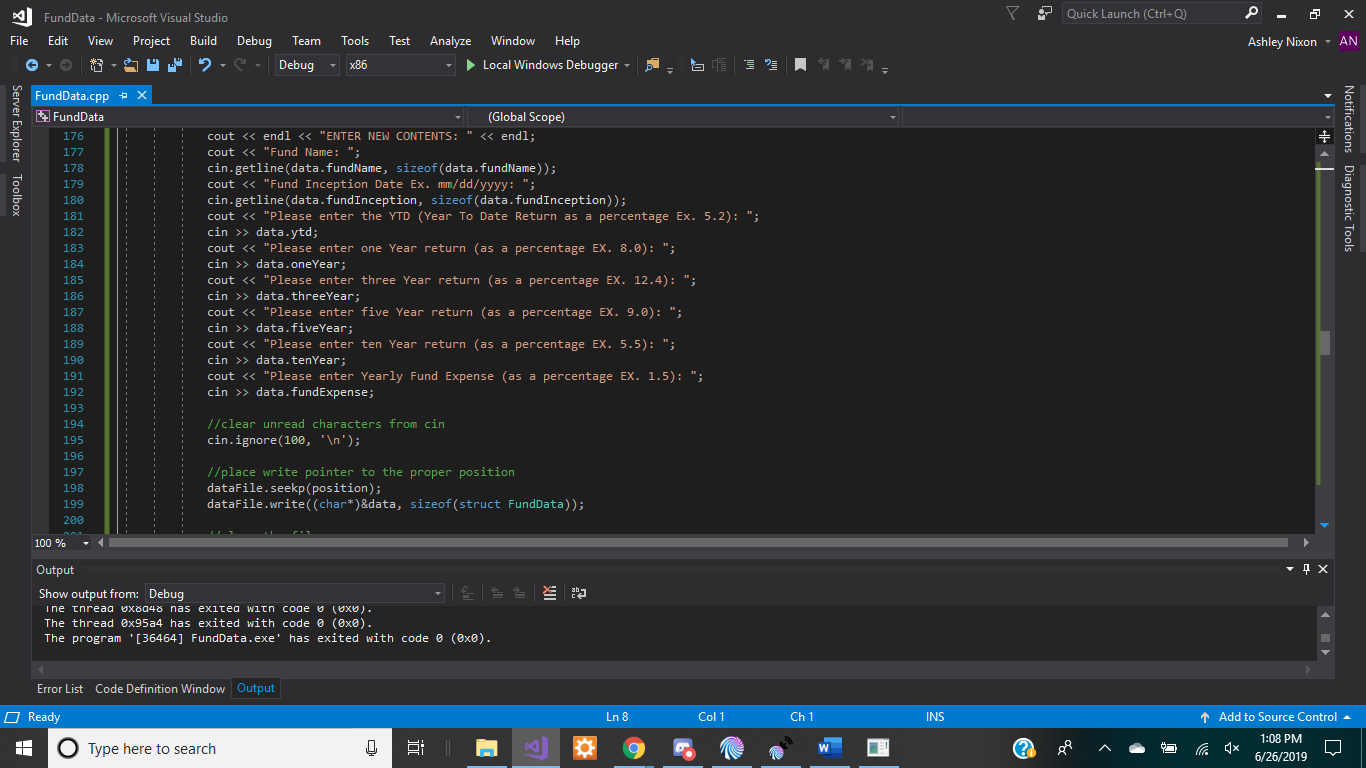 FundData - Microsoft Visual Studio
Quick Launch (Ctrl+Q)
File Edit View Project Build Debug Team Tools Test Analyze Window Help
Ashley Nixon AN
Debug x86 Local Windows Debugger
Server Explorer
Toolbox
Notifications
Diagnostic Tools
FundData.cpp
FundData (Global Scope)
176 cout << endl << "ENTER NEW CONTENTS: " << endl;
177 cout << "Fund Name: ";
178 cin.getline(data.fundName, sizeof(data.fundName));
179 cout << "Fund Inception Date Ex. mm/dd/yyyy: ";
180 cin.getline(data.fundInception, sizeof(data.fundInception));
181 cout << "Please enter the YTD (Year To Date Return as a percentage Ex. 5.2): ";
182 cin >> data.ytd;
183 cout << "Please enter one Year return (as a percentage EX. 8.0): ";
184 cin >> data.oneYear;
185 cout << "Please enter three Year return (as a percentage EX. 12.4): ";
186 cin >> data.threeYear;
187 cout << "Please enter five Year return (as a percentage EX. 9.0): ";
188 cin >> data.fiveYear;
189 cout << "Please enter ten Year return (as a percentage EX. 5.5): ";
190 cin >> data.tenYear;
191 cout << "Please enter Yearly Fund Expense (as a percentage EX. 1.5): ";
192 cin >> data.fundExpense;
193
194 //clear unread characters from cin
195 cin.ignore(100, '\n');
196
197 //place write pointer to the proper position
198 dataFile.seekp(position);
199 dataFile.write((char*)&data, sizeof(struct FundData));
200
100 %
Output
Show output from: Debug
The thread 0x8d48 has exited with code 0 (0x0).
The thread 0x95a4 has exited with code 0 (0x0).
The program '[36464] FundData.exe' has exited with code 0 (0x0).
Error List Code Definition Window Output
Ready Ln 8 Col 1 Ch 1 INS Add to Source Control
Type here to search
1:08 PM
6/26/2019